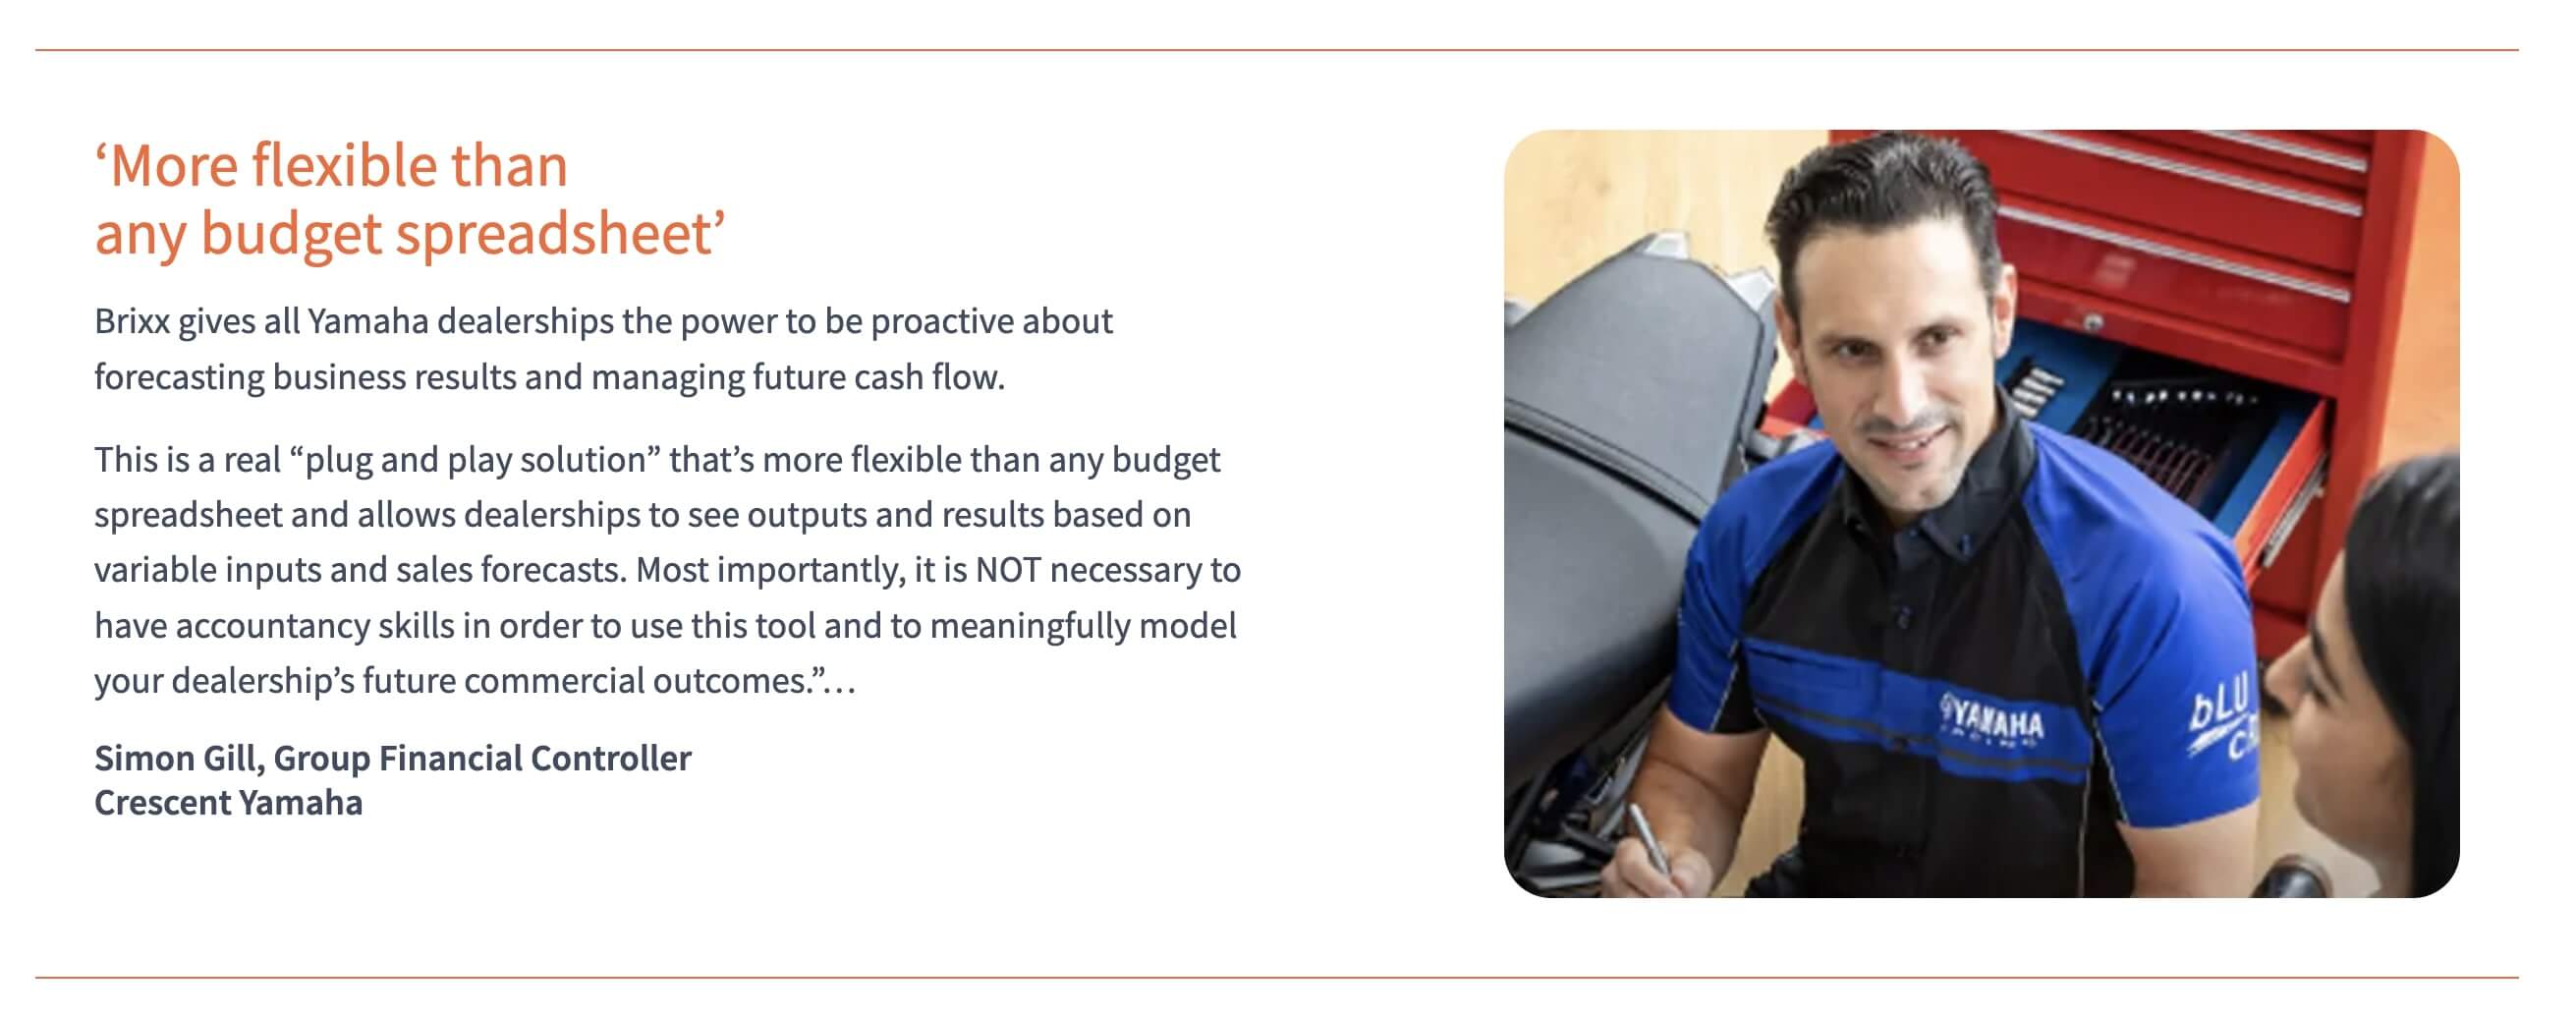 ‘More flexible than
any budget spreadsheet’
Brixx gives all Yamaha dealerships the power to be proactive about
forecasting business results and managing future cash flow.
This is a real “plug and play solution” that’s more flexible than any budget
spreadsheet and allows dealerships to see outputs and results based on
variable inputs and sales forecasts. Most importantly, it is NOT necessary to
have accountancy skills in order to use this tool and to meaningfully model
your dealership’s future commercial outcomes.”…
Simon Gill, Group Financial Controller
Crescent Yamaha
YAMAHA
bLU